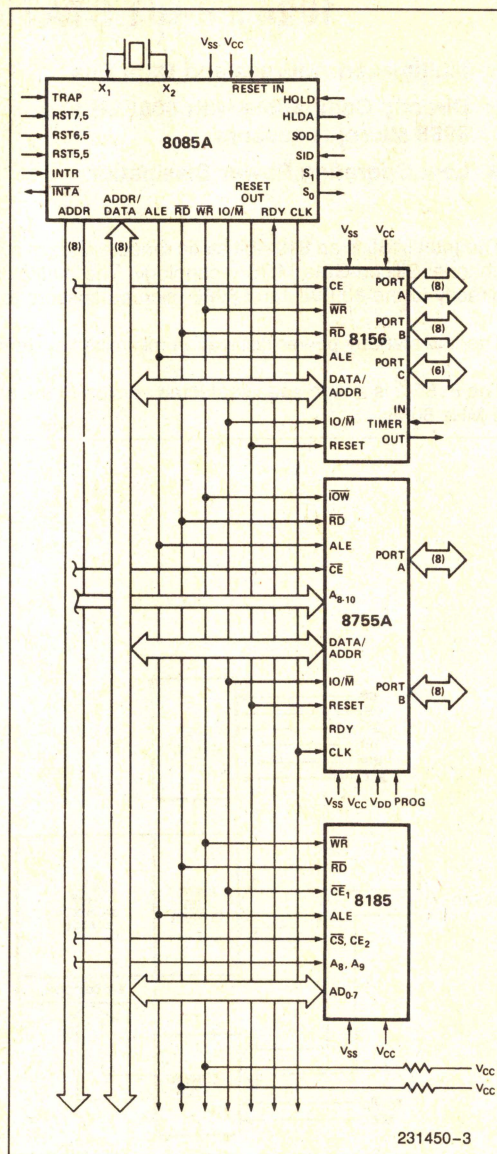 X1 X2 VSS VCC
RESET IN
TRAP HOLD
RST7,5 HLDA
RST6,5 8085A SOD
RST5,5 SID
INTR S1
INTA S0
ADDR ADDR/ DATA ALE RD WR IO/M RESET OUT RDY CLK
(8) (8)
VSS VCC
CE PORT A (8)
WR
RD PORT B (8)
8156
ALE PORT C (6)
DATA/
ADDR
IN
IO/M TIMER
RESET OUT
IOW
RD
ALE PORT A (8)
CE
A8-10
8755A
DATA/
ADDR
IO/M PORT B (8)
RESET
RDY
CLK
VSS VCC VDD PROG
WR
RD
CE1 8185
ALE
CS, CE2
A8, A9
AD0-7
VSS VCC
VCC
VCC
231450-3